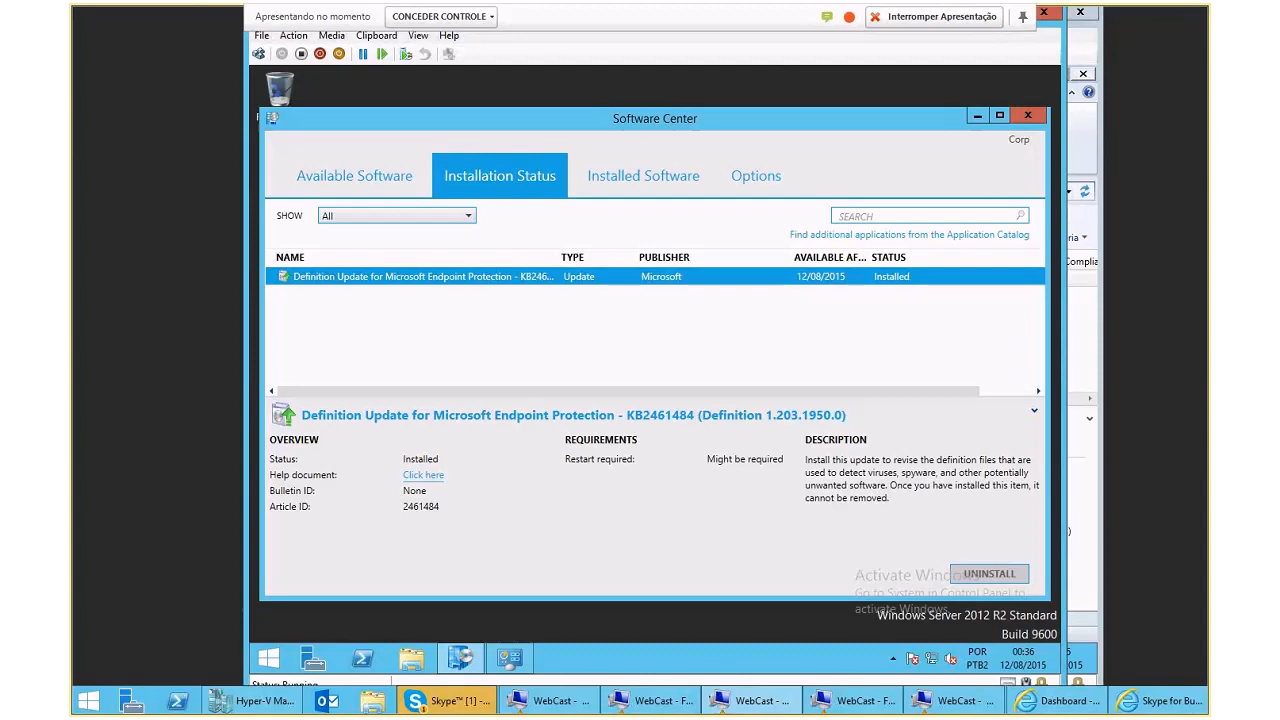 Apresentando no momento CONCEDER CONTROLE Interromper Apresentação
File Action Media Clipboard View Help
Software Center
Corp
Available Software Installation Status Installed Software Options
SHOW All SEARCH
Find additional applications from the Application Catalog
NAME TYPE PUBLISHER AVAILABLE AF... STATUS
Definition Update for Microsoft Endpoint Protection - KB246... Update Microsoft 12/08/2015 Installed
Definition Update for Microsoft Endpoint Protection - KB2461484 (Definition 1.203.1950.0)
OVERVIEW REQUIREMENTS DESCRIPTION
Status: Installed Restart required: Might be required Install this update to revise the definition files that are
Help document: Click here used to detect viruses, spyware, and other potentially
Bulletin ID: None unwanted software. Once you have installed this item, it
Article ID: 2461484 cannot be removed.
UNINSTALL
Activate Windows
Go to System in Control Panel to
activate Windows.
Windows Server 2012 R2 Standard
Build 9600
POR 00:36
PTB2 12/08/2015
Status: Running
Hyper-V Ma... Skype™ [1] -... WebCast - ... WebCast - F... WebCast - ... WebCast - F... WebCast - ... Dashboard -... Skype for Bu...